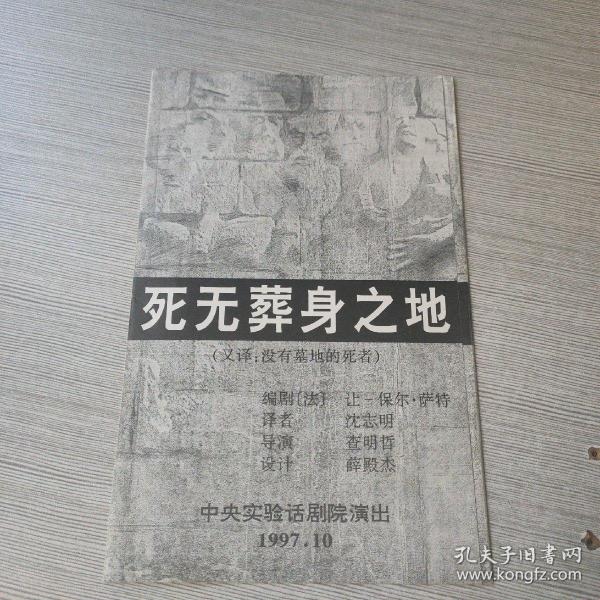 死无葬身之地
(又译:没有墓地的死者)
编剧〔法〕 让-保尔·萨特
译者 沈志明
导演 查明哲
设计 薛殿杰
中央实验话剧院演出
1997.10
孔夫子旧书网
www.kongfz.com